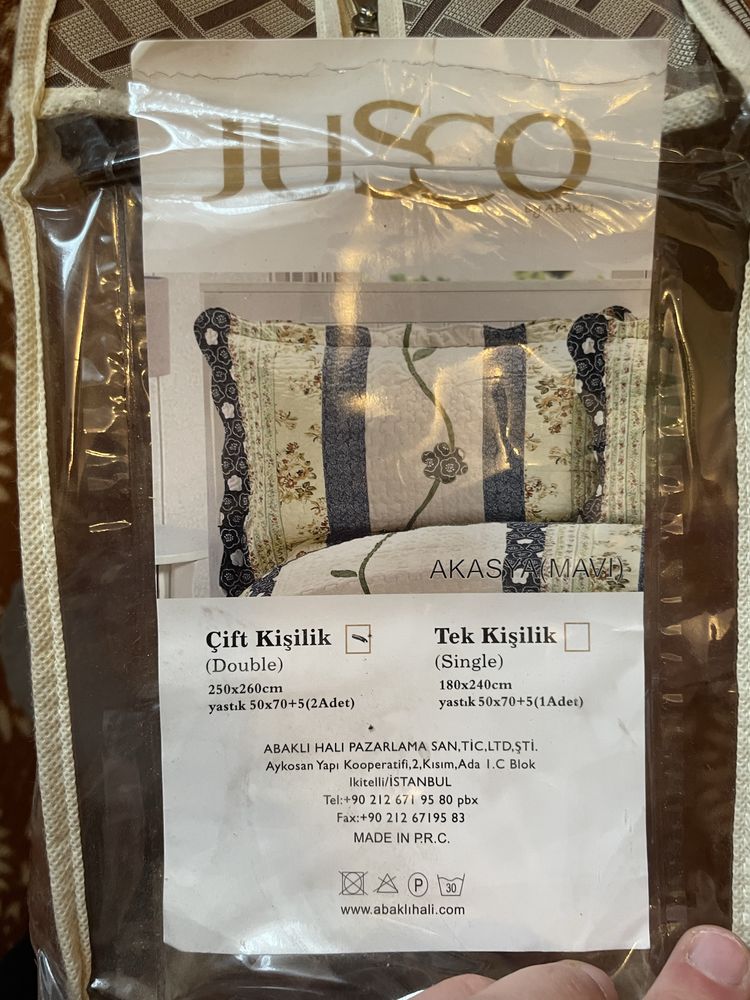 JUSCO
by ABAKLI
AKASYA(MAVİ)
Çift Kişilik
(Double)
250x260cm
yastık 50x70+5(2Adet)
Tek Kişilik
(Single)
180x240cm
yastık 50x70+5(1Adet)
ABAKLI HALI PAZARLAMA SAN,TİC,LTD,ŞTİ.
Aykosan Yapı Kooperatifi,2,Kısım,Ada 1.C Blok
Ikitelli/İSTANBUL
Tel:+90 212 671 95 80 pbx
Fax:+90 212 67195 83
MADE IN P.R.C.
P 30
www.abaklıhali.com